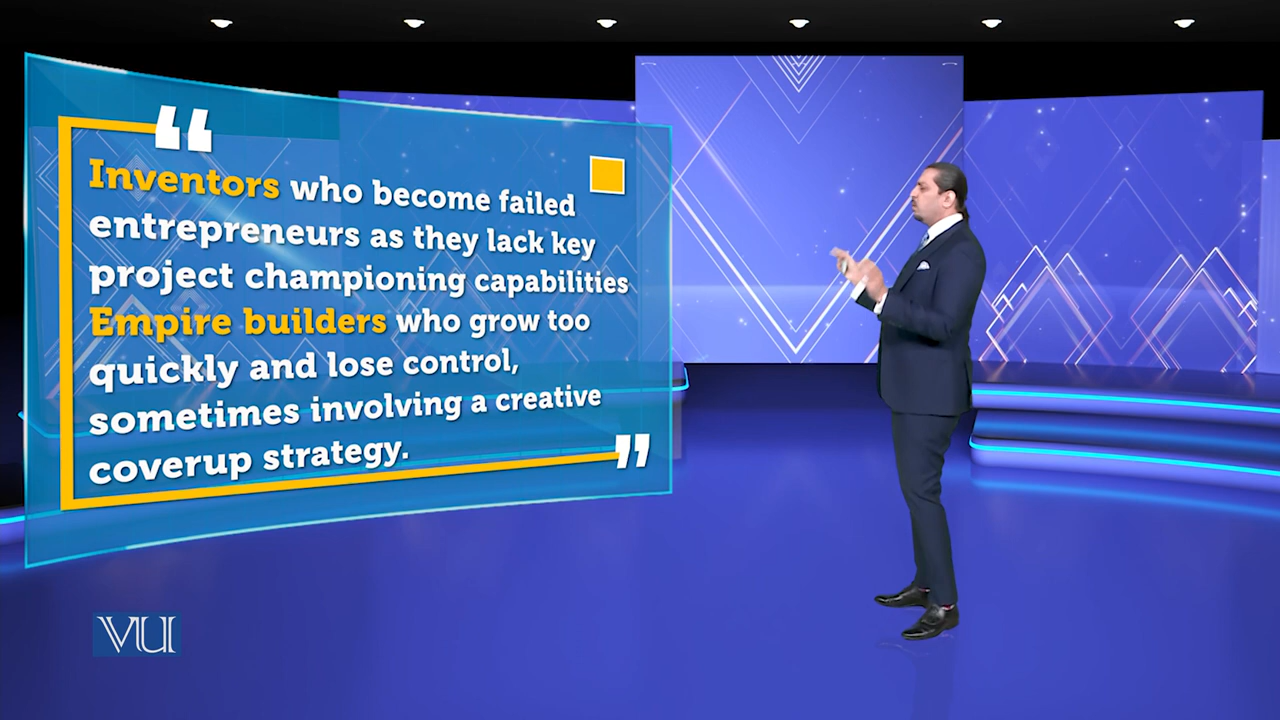 “
Inventors who become failed
entrepreneurs as they lack key
project championing capabilities
Empire builders who grow too
quickly and lose control,
sometimes involving a creative
coverup strategy.
”
VU